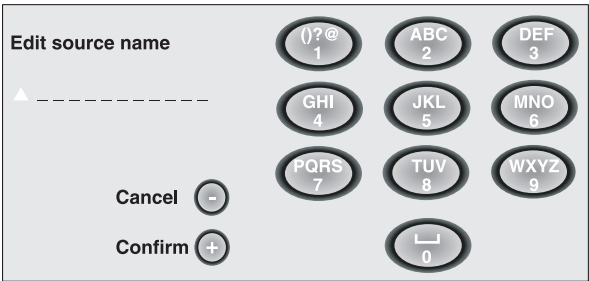 Edit source name
()?@
1
ABC
2
DEF
3
GHI
4
JKL
5
MNO
6
PQRS
7
TUV
8
WXYZ
9
Cancel -
Confirm +
0